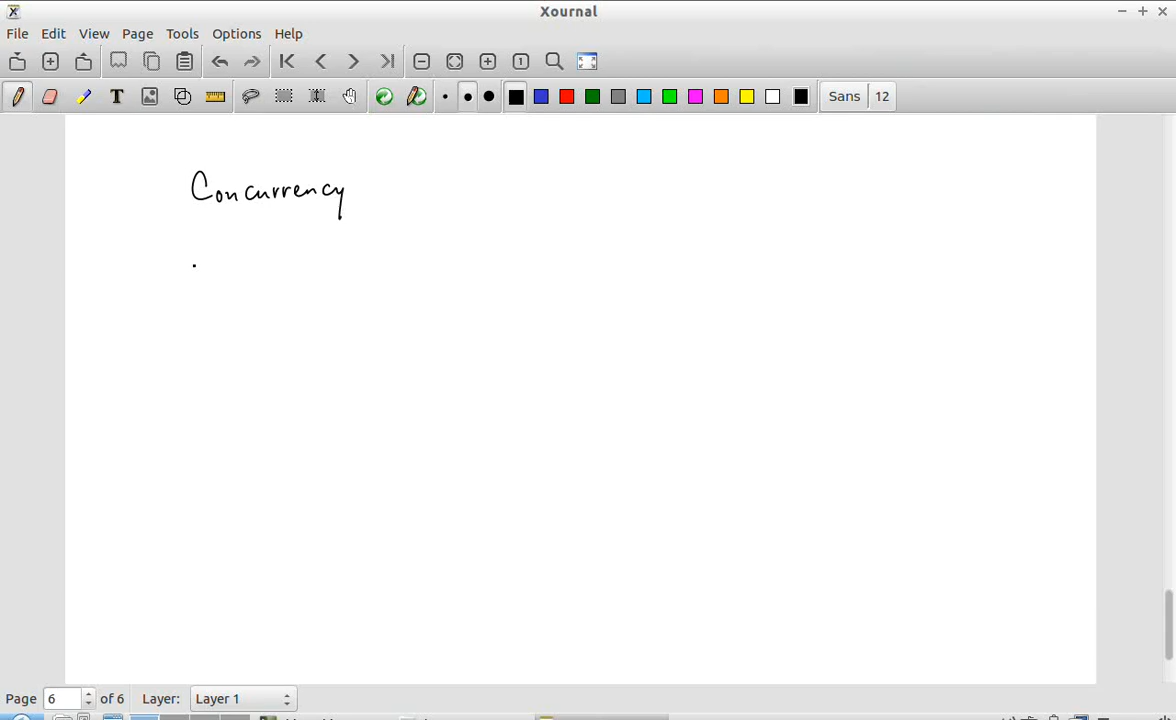 Xournal
File Edit View Page Tools Options Help
T Sans 12
Concurrency
.
Page 6 of 6 Layer: Layer 1